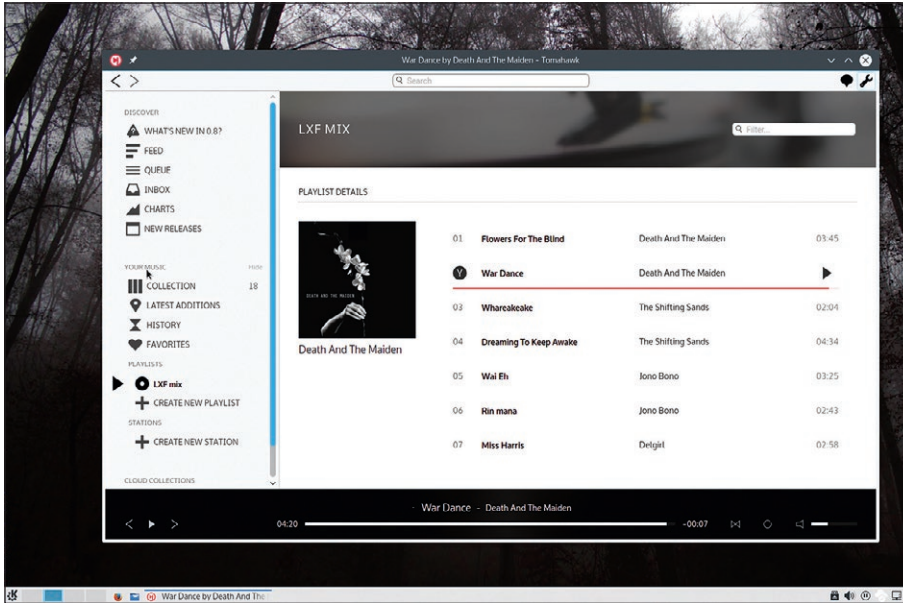 War Dance by Death And The Maiden - Tomahawk
Search
DISCOVER
WHAT'S NEW IN 0.8?
FEED
QUEUE
INBOX
CHARTS
NEW RELEASES
YOUR MUSIC Hide
COLLECTION 18
LATEST ADDITIONS
HISTORY
FAVORITES
PLAYLISTS
LXF mix
CREATE NEW PLAYLIST
STATIONS
CREATE NEW STATION
CLOUD COLLECTIONS
LXF MIX
Filter...
PLAYLIST DETAILS
DEATH AND THE MAIDEN
Death And The Maiden
01 Flowers For The Blind Death And The Maiden 03:45
Y War Dance Death And The Maiden
03 Whareakeake The Shifting Sands 02:04
04 Dreaming To Keep Awake The Shifting Sands 04:34
05 Wai Eh Jono Bono 03:25
06 Rin mana Jono Bono 02:43
07 Miss Harris Delgirl 02:58
War Dance - Death And The Maiden
04:20 -00:07
War Dance by Death And The